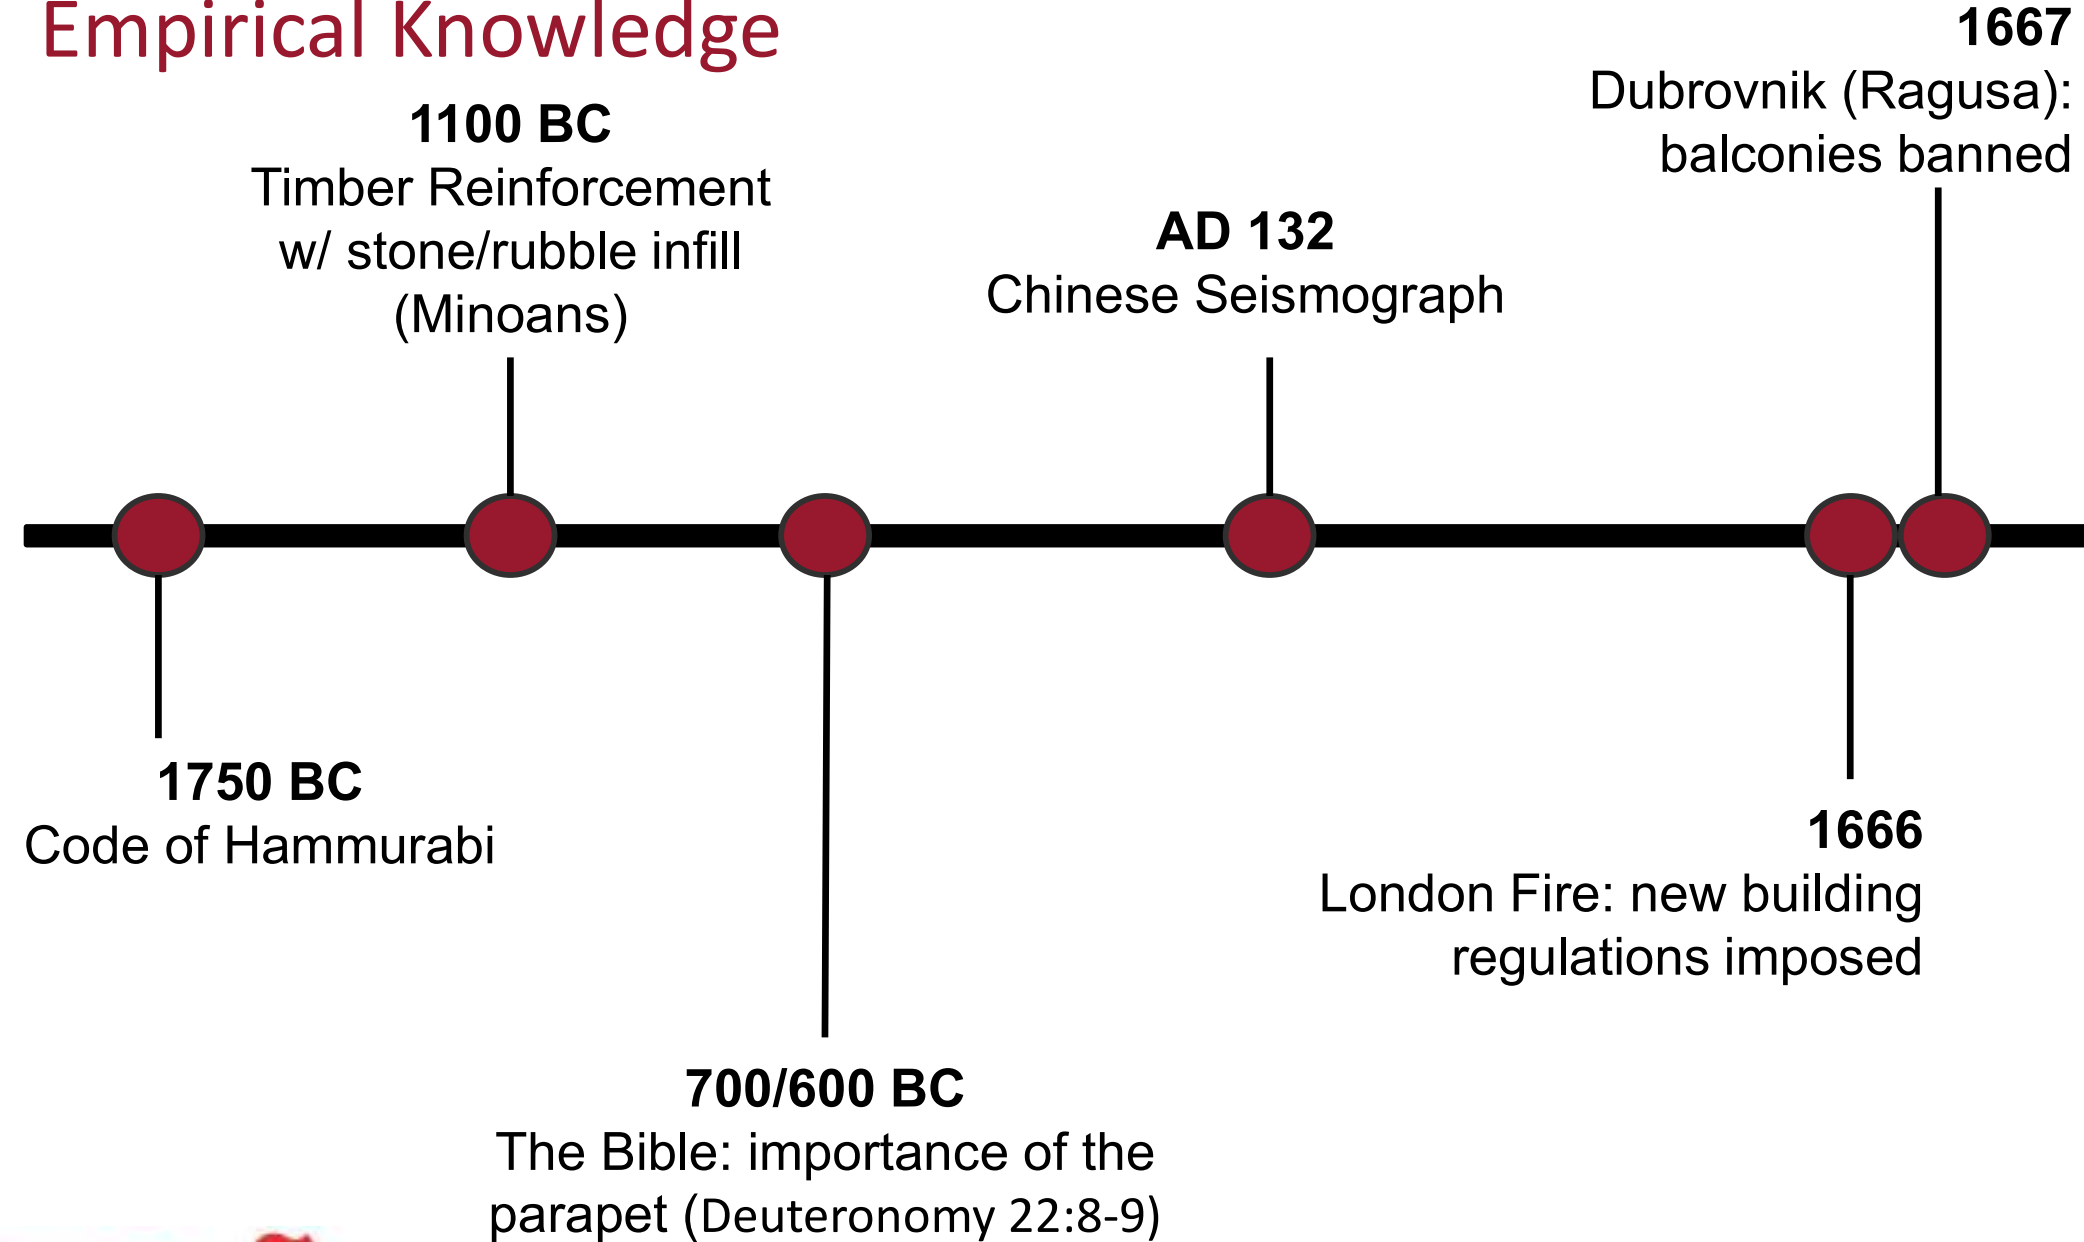 Empirical Knowledge
1100 BC
Timber Reinforcement
w/ stone/rubble infill
(Minoans)
AD 132
Chinese Seismograph
1667
Dubrovnik (Ragusa):
balconies banned
1750 BC
Code of Hammurabi
700/600 BC
The Bible: importance of the
parapet (Deuteronomy 22:8-9)
1666
London Fire: new building
regulations imposed